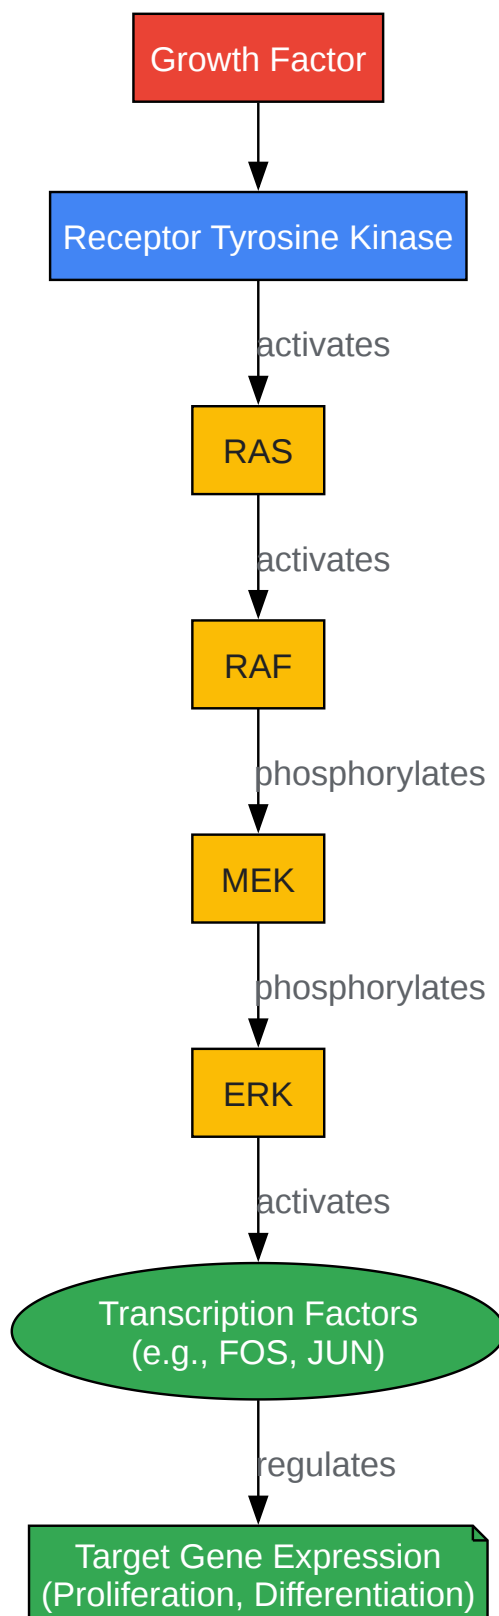 Growth Factor
Receptor Tyrosine Kinase
activates
RAS
activates
RAF
phosphorylates
MEK
phosphorylates
ERK
activates
Transcription Factors
(e.g., FOS, JUN)
regulates
Target Gene Expression
(Proliferation, Differentiation)